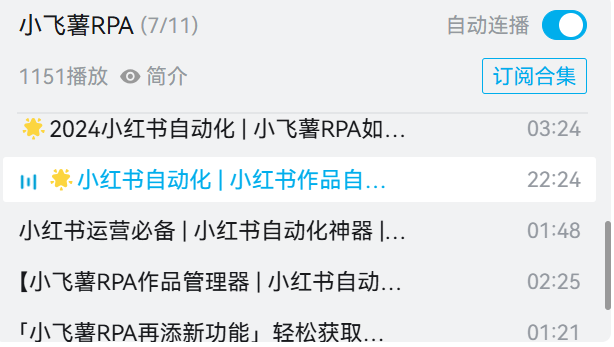 小飞薯RPA (7/11) 自动连播
1151播放 简介 订阅合集
🌟2024小红书自动化 | 小飞薯RPA如... 03:24
🌟小红书自动化 | 小红书作品自... 22:24
小红书运营必备 | 小红书自动化神器 |... 01:48
【小飞薯RPA作品管理器 | 小红书自动... 02:25
「小飞薯RPA再添新功能」轻松获取... 01:21